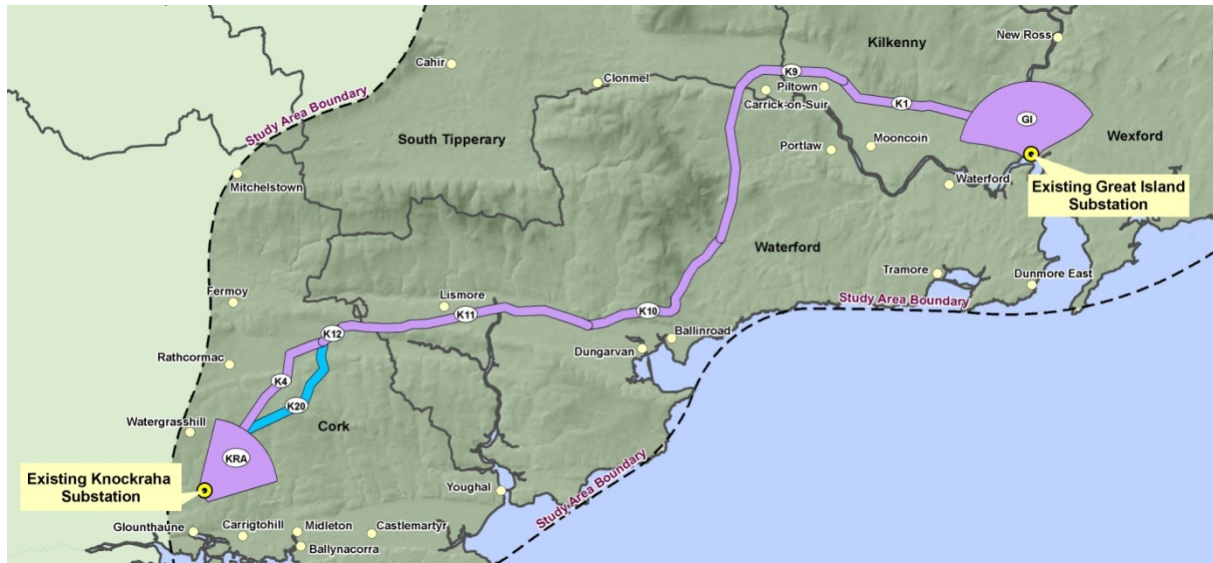 New Ross
Kilkenny
Cahir
K9
Clonmel
Piltown
Carrick-on-Suir
K1
Study Area Boundary
GI
Wexford
South Tipperary
Mooncoin
Portlaw
Mitchelstown
Waterford
Existing Great Island
Substation
Waterford
Tramore
Dunmore East
Fermoy
Lismore
Study Area Boundary
K11
K10
K12
Ballinroad
Dungarvan
Rathcormac
K4
K20
Watergrasshill
Cork
KRA
Existing Knockraha
Substation
Youghal
Study Area Boundary
Glounthaune
Carrigtohill
Midleton
Castlemartyr
Ballynacorra